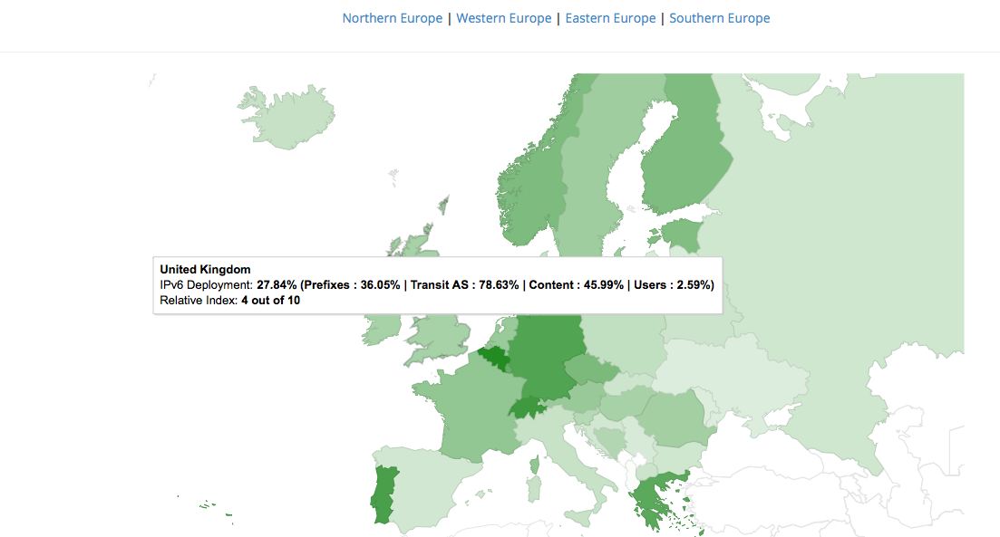 Northern Europe | Western Europe | Eastern Europe | Southern Europe
United Kingdom
IPv6 Deployment: 27.84% (Prefixes : 36.05% | Transit AS : 78.63% | Content : 45.99% | Users : 2.59%)
Relative Index: 4 out of 10